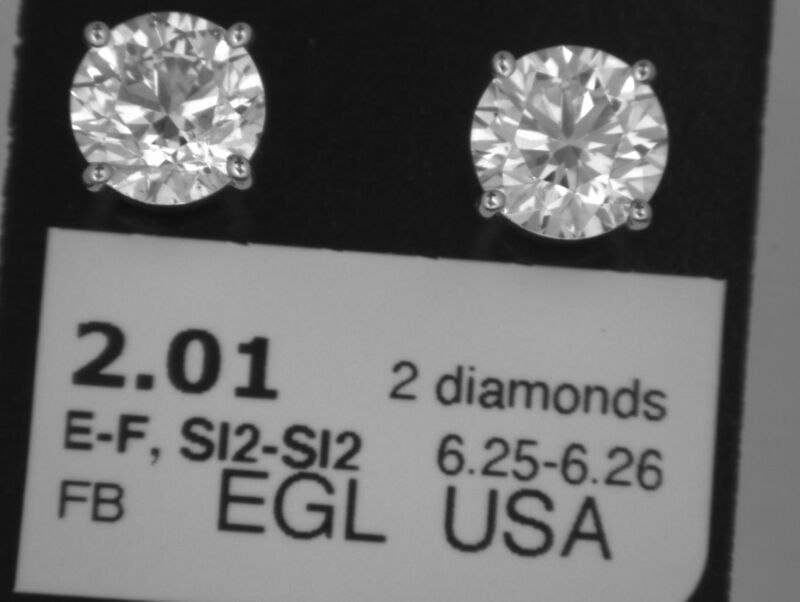 2.01 2 diamonds
E-F, SI2-SI2 6.25-6.26
FB EGL USA